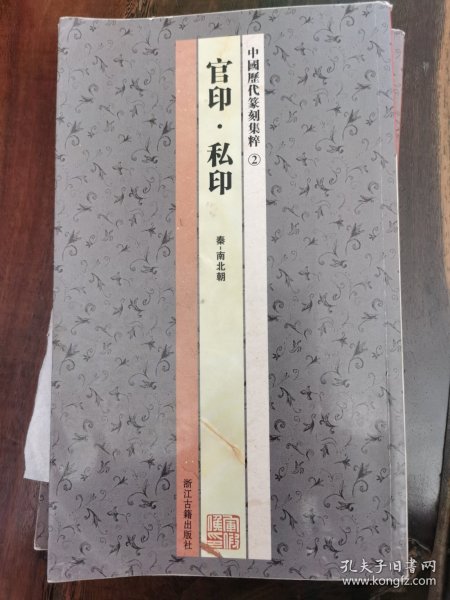 中國歷代篆刻集粹②
官印·私印
秦-南北朝
浙江古籍出版社
孔夫子旧书网
www.kongfz.com